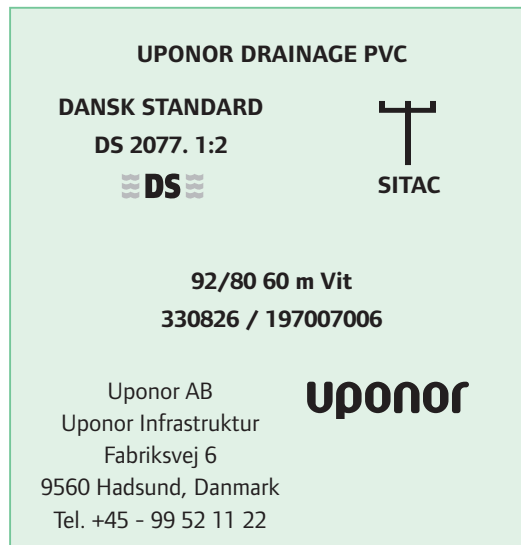 UPONOR DRAINAGE PVC
DANSK STANDARD
DS 2077. 1:2
DS
SITAC
92/80 60 m Vit
330826 / 197007006
Uponor AB
Uponor Infrastruktur
Fabriksvej 6
9560 Hadsund, Danmark
Tel. +45 - 99 52 11 22
uponor